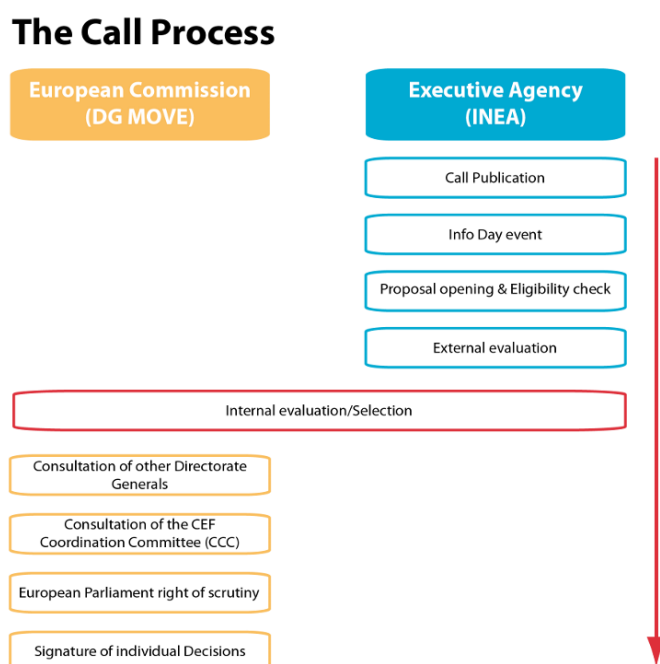 The Call Process
European Commission
(DG MOVE)
Executive Agency
(INEA)
Call Publication
Info Day event
Proposal opening & Eligibility check
External evaluation
Internal evaluation/Selection
Consultation of other Directorate
Generals
Consultation of the CEF
Coordination Committee (CCC)
European Parliament right of scrutiny
Signature of individual Decisions